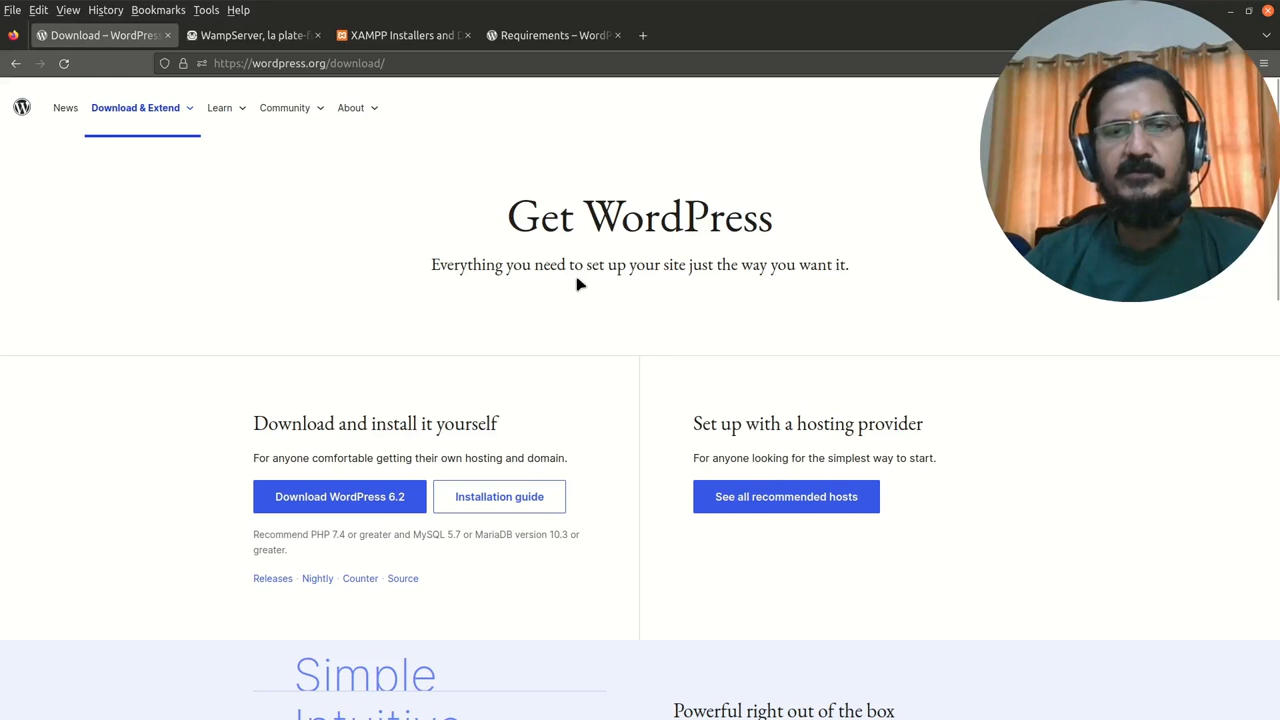 File Edit View History Bookmarks Tools Help
Download – WordPress
WampServer, la plate-f
XAMPP Installers and D
Requirements – WordP
https://wordpress.org/download/
News Download & Extend Learn Community About
Get WordPress
Everything you need to set up your site just the way you want it.
Download and install it yourself
For anyone comfortable getting their own hosting and domain.
Download WordPress 6.2 Installation guide
Recommend PHP 7.4 or greater and MySQL 5.7 or MariaDB version 10.3 or
greater.
Releases · Nightly · Counter · Source
Set up with a hosting provider
For anyone looking for the simplest way to start.
See all recommended hosts
Simple
Intuitive
Powerful right out of the box